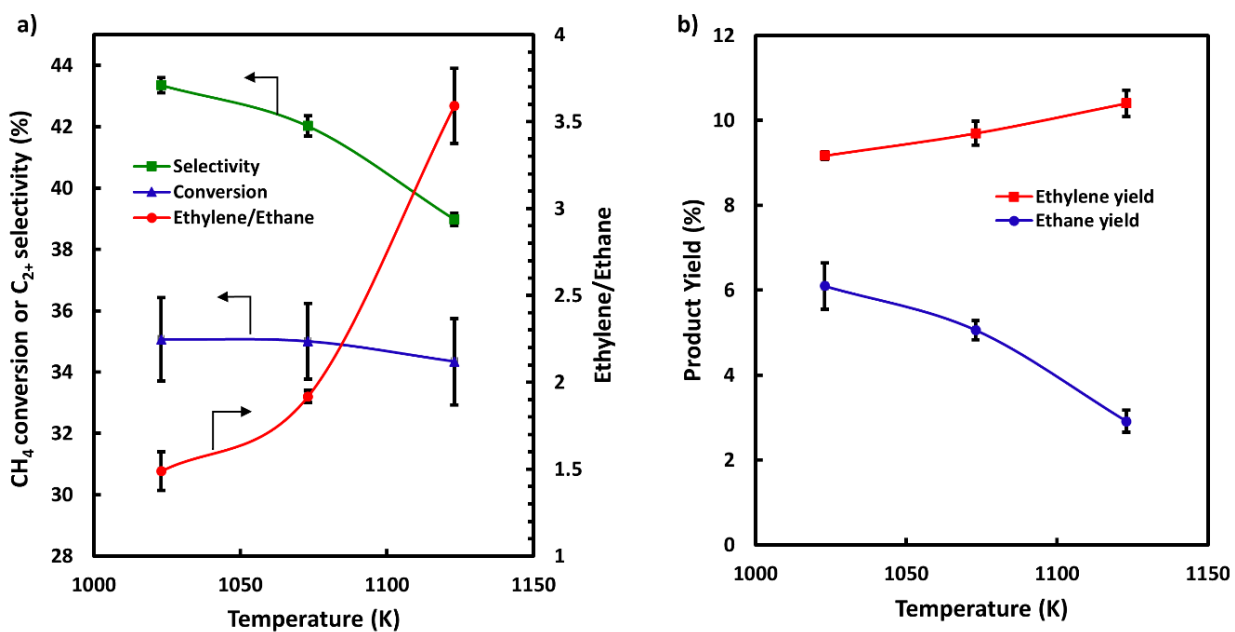 a)
CH4 conversion or C2+ selectivity (%)
44
42
40
38
36
34
32
30
28
Selectivity
Conversion
Ethylene/Ethane
4
3.5
3
2.5
2
1.5
1
Ethylene/Ethane
1000
1050
1100
1150
Temperature (K)
b)
Product Yield (%)
12
10
8
6
4
2
0
Ethylene yield
Ethane yield
1000
1050
1100
1150
Temperature (K)